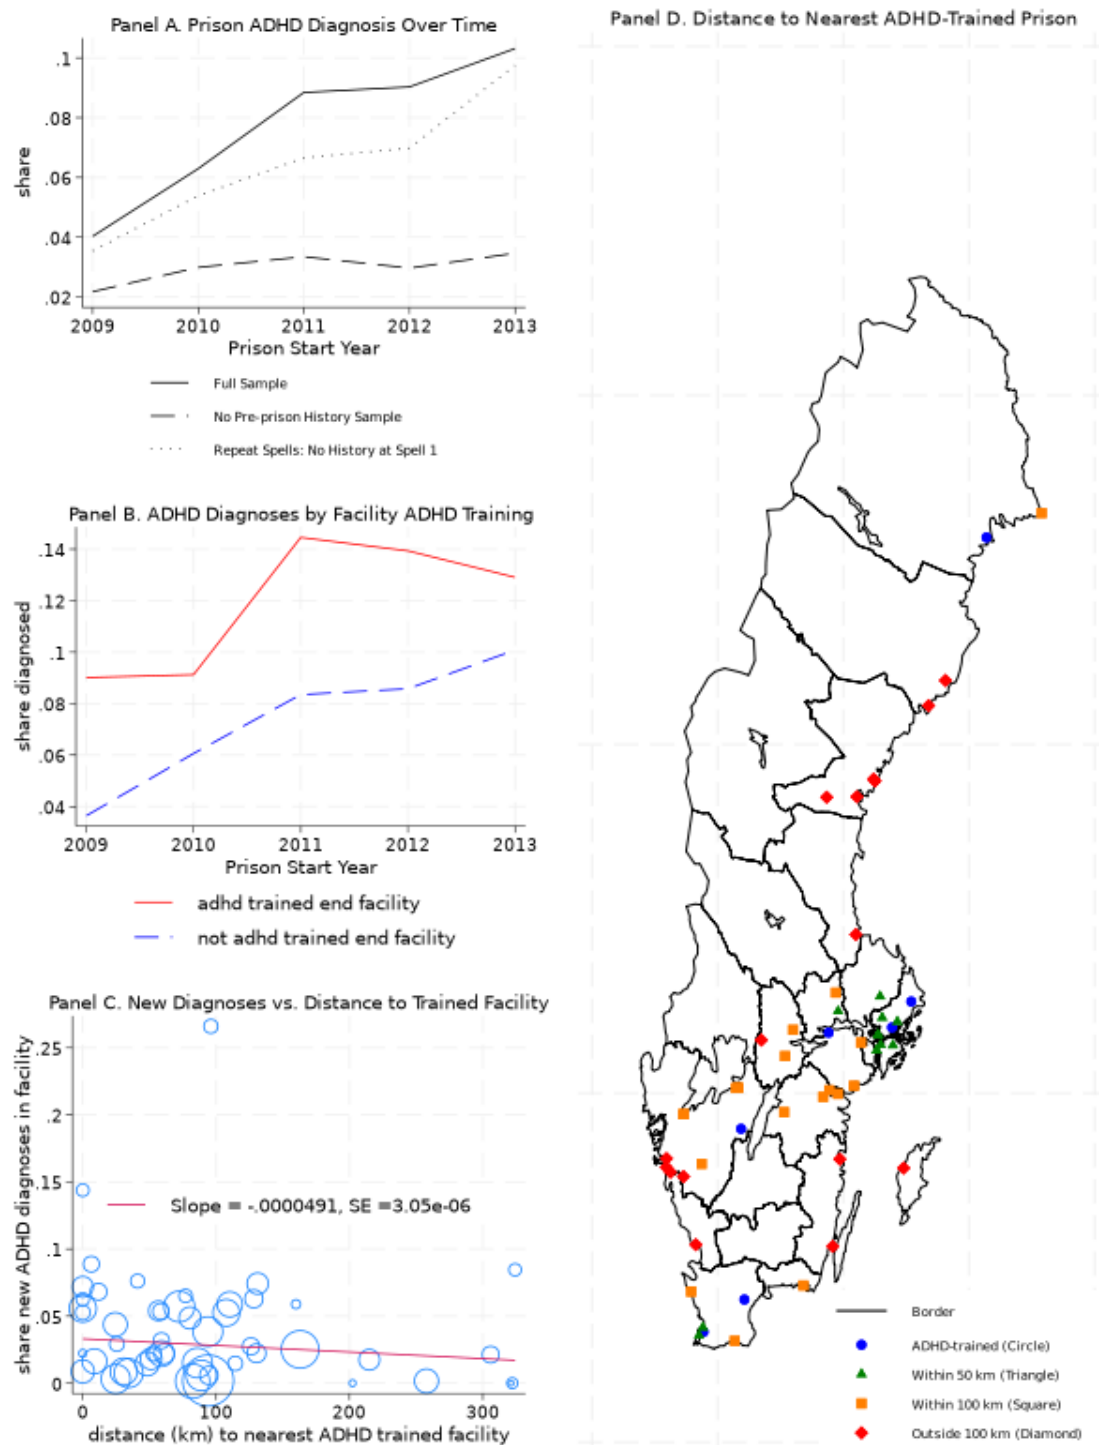 Panel A. Prison ADHD Diagnosis Over Time
share
.1
.08
.06
.04
.02
2009 2010 2011 2012 2013
Prison Start Year
Full Sample
No Pre-prison History Sample
Repeat Spells: No History at Spell 1
Panel B. ADHD Diagnoses by Facility ADHD Training
share diagnosed
.14
.12
.1
.08
.06
.04
2009 2010 2011 2012 2013
Prison Start Year
adhd trained end facility
not adhd trained end facility
Panel C. New Diagnoses vs. Distance to Trained Facility
share new ADHD diagnoses in facility
.25
.2
.15
.1
.05
0
Slope = -.0000491, SE =3.05e-06
0 100 200 300
distance (km) to nearest ADHD trained facility
Panel D. Distance to Nearest ADHD-Trained Prison
Border
ADHD-trained (Circle)
Within 50 km (Triangle)
Within 100 km (Square)
Outside 100 km (Diamond)